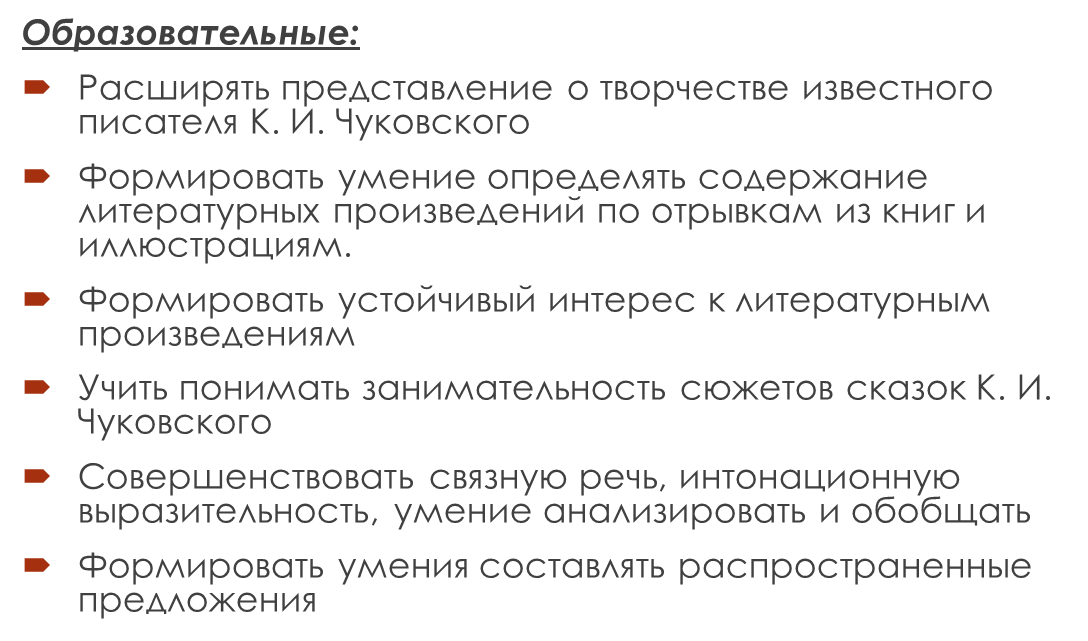 Образовательные:
Расширять представление о творчестве известного
писателя К. И. Чуковского
Формировать умение определять содержание
литературных произведений по отрывкам из книг и
иллюстрациям.
Формировать устойчивый интерес к литературным
произведениям
Учить понимать занимательность сюжетов сказок К. И.
Чуковского
Совершенствовать связную речь, интонационную
выразительность, умение анализировать и обобщать
Формировать умения составлять распространенные
предложения